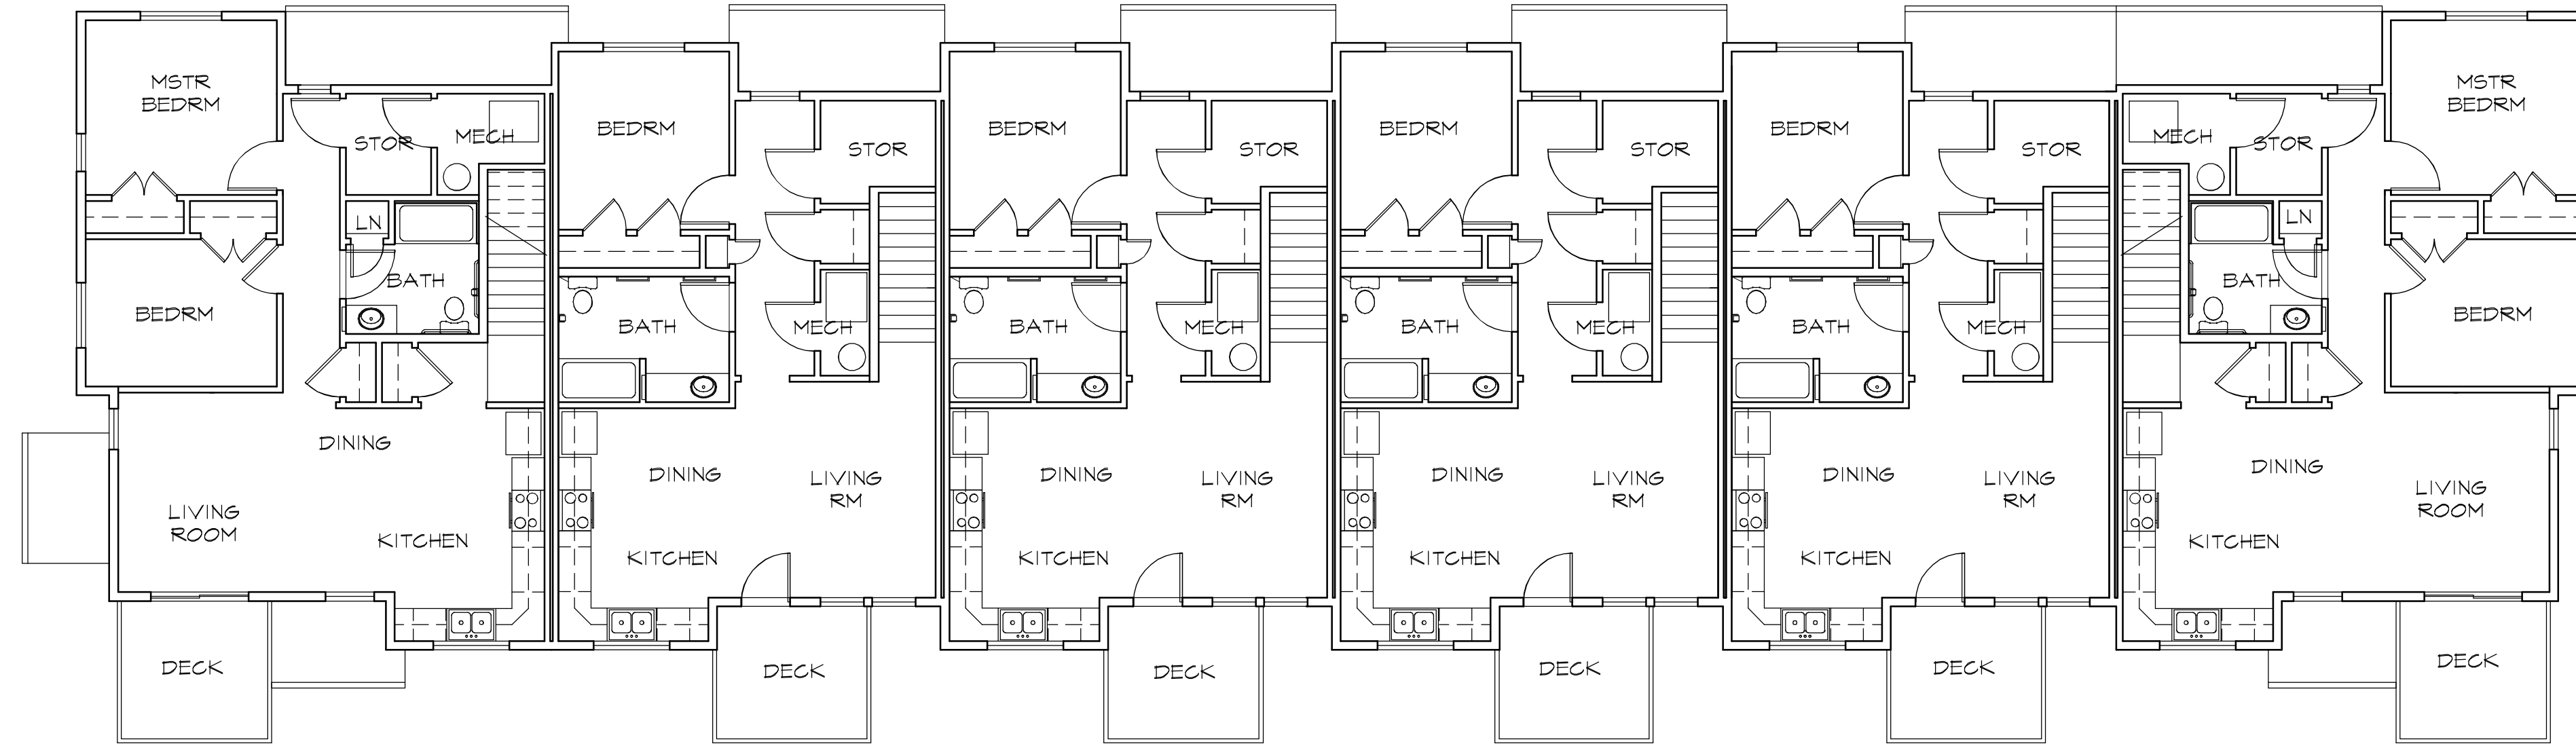 MSTR
BEDRM
STOR
MECH
LN
BATH
BEDRM
DINING
LIVING
ROOM
KITCHEN
DECK
BEDRM
STOR
BATH
MECH
DINING
LIVING
RM
KITCHEN
DECK
BEDRM
STOR
BATH
MECH
DINING
LIVING
RM
KITCHEN
DECK
BEDRM
STOR
BATH
MECH
DINING
LIVING
RM
KITCHEN
DECK
BEDRM
STOR
BATH
MECH
DINING
LIVING
RM
KITCHEN
DECK
MSTR
BEDRM
MECH
STOR
LN
BATH
BEDRM
DINING
LIVING
ROOM
KITCHEN
DECK